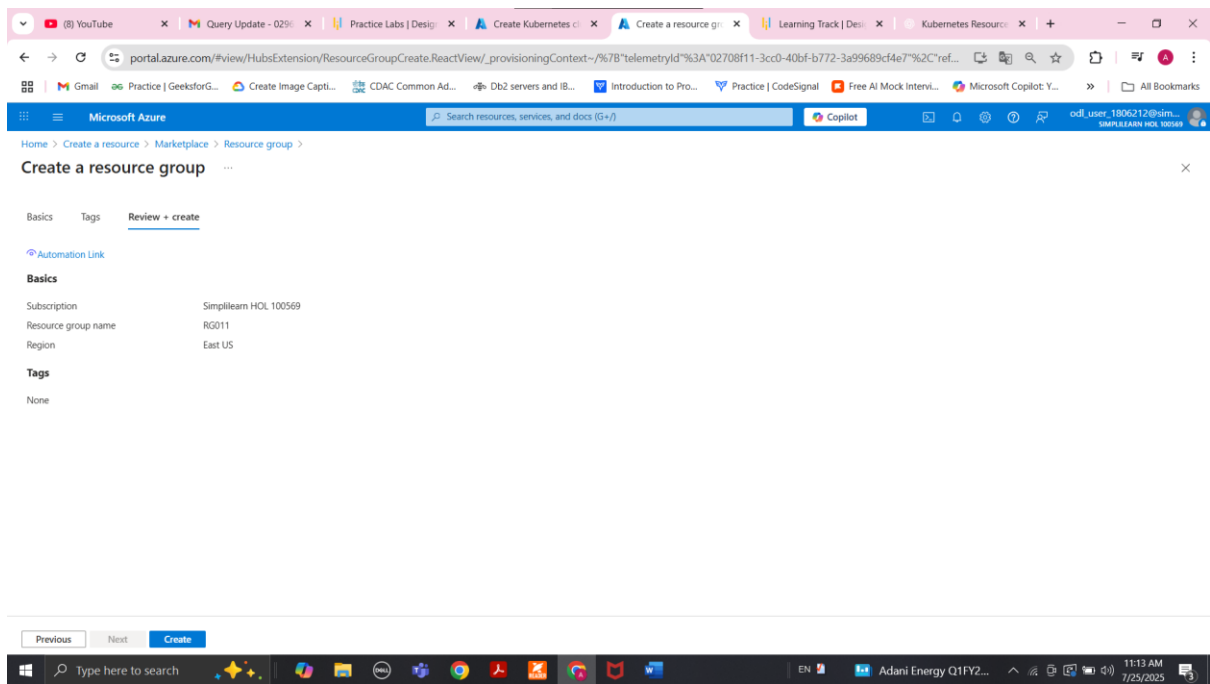 (8) YouTube
Query Update - 029
Practice Labs | Design
Create Kubernetes cl
Create a resource gro
Learning Track | Desi
Kubernetes Resource
portal.azure.com/#view/HubsExtension/ResourceGroupCreate.ReactView/_provisioningContext~/%7B"telemetryId"%3A"02708f11-3cc0-40bf-b772-3a99689cf4e7"%2C"ref...
A
Gmail
Practice | GeeksforG...
Create Image Capti...
CDAC Common Ad...
Db2 servers and IB...
Introduction to Pro...
Practice | CodeSignal
Free AI Mock Intervi...
Microsoft Copilot: Y...
»
All Bookmarks
Microsoft Azure
Search resources, services, and docs (G+/)
Copilot
odl_user_1806212@sim...
SIMPLILEARN HOL 100569
Home > Create a resource > Marketplace > Resource group >
Create a resource group ...
Basics
Tags
Review + create
Automation Link
Basics
Subscription Simplilearn HOL 100569
Resource group name RG011
Region East US
Tags
None
Previous
Next
Create
Type here to search
DELL
EN
Adani Energy Q1FY2...
11:13 AM
7/25/2025
3